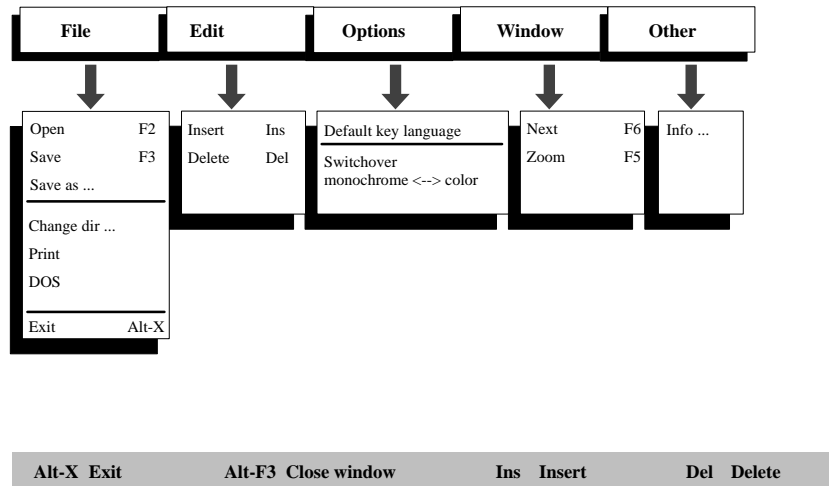 File Edit Options Window Other
Open F2
Save F3
Save as ...
Change dir ...
Print
DOS
Exit Alt-X
Insert Ins
Delete Del
Default key language
Switchover
monochrome <--> color
Next F6
Zoom F5
Info ...
Alt-X Exit Alt-F3 Close window Ins Insert Del Delete